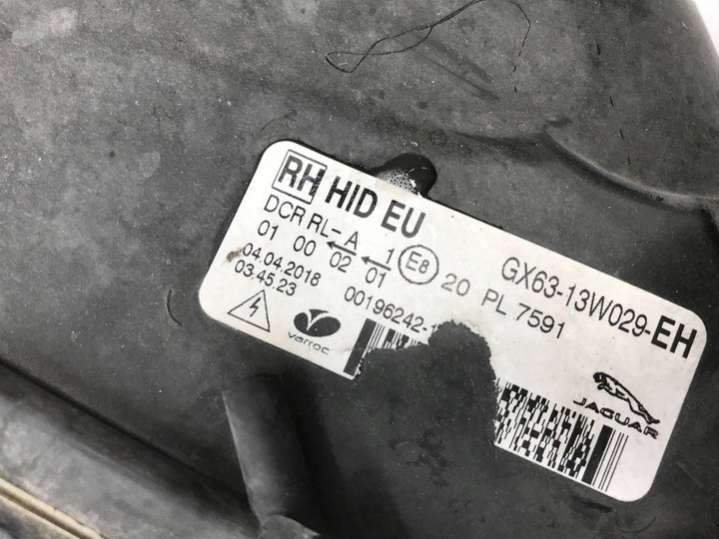 RH HID EU
DCR RL-A 1
01 00 02 01
E8 20 PL 7591
GX63-13W029-EH
04.04.2018
03.45.23
00196242-
varroc
JAGUAR